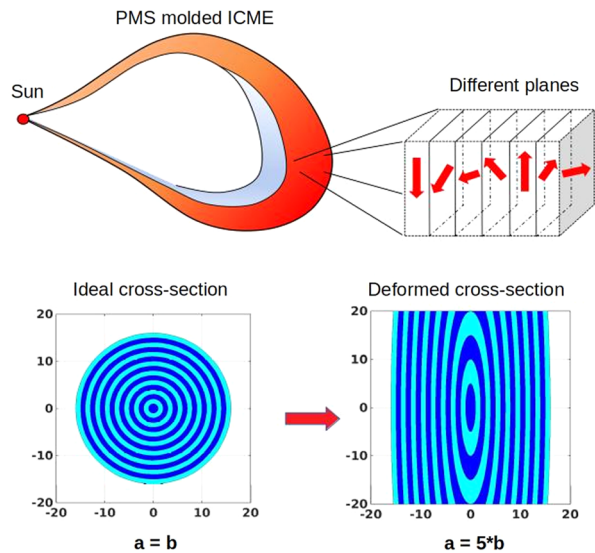 PMS molded ICME
Sun
Different planes
Ideal cross-section
Deformed cross-section
20
10
0
-10
-20
-20 -10 0 10 20
20
10
0
-10
-20
-20 -10 0 10 20
a = b
a = 5*b